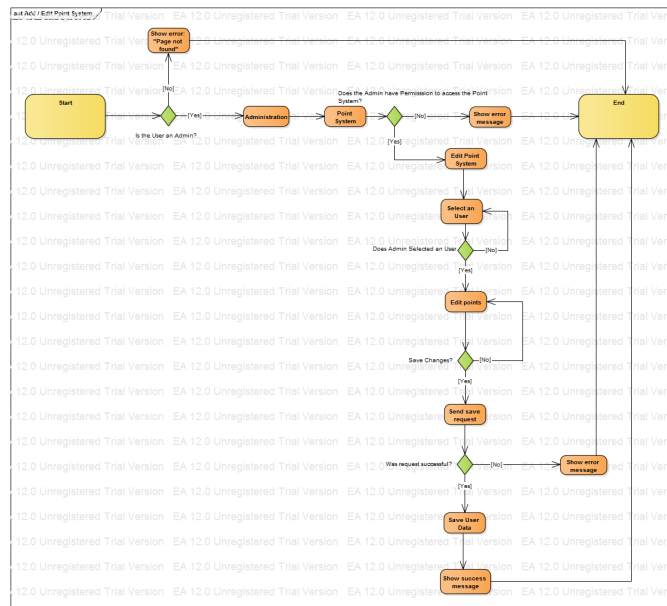 aut Add / Edit Point System
Show error:
"Page not
found"
[No]
Start
Is the User an Admin?
[Yes]
Administration
Point
System
Does the Admin have Permisssion to access the Point
System?
[No]
Show error
message
End
[Yes]
Edit Point
System
Select an
User
Does Admin Selected an User
[No]
[Yes]
Edit points
Save Changes?
[No]
[Yes]
Send save
request
Was request successful?
[No]
Show error
message
[Yes]
Save User
Data
Show success
message
EA 12.0 Unregistered Trial Version